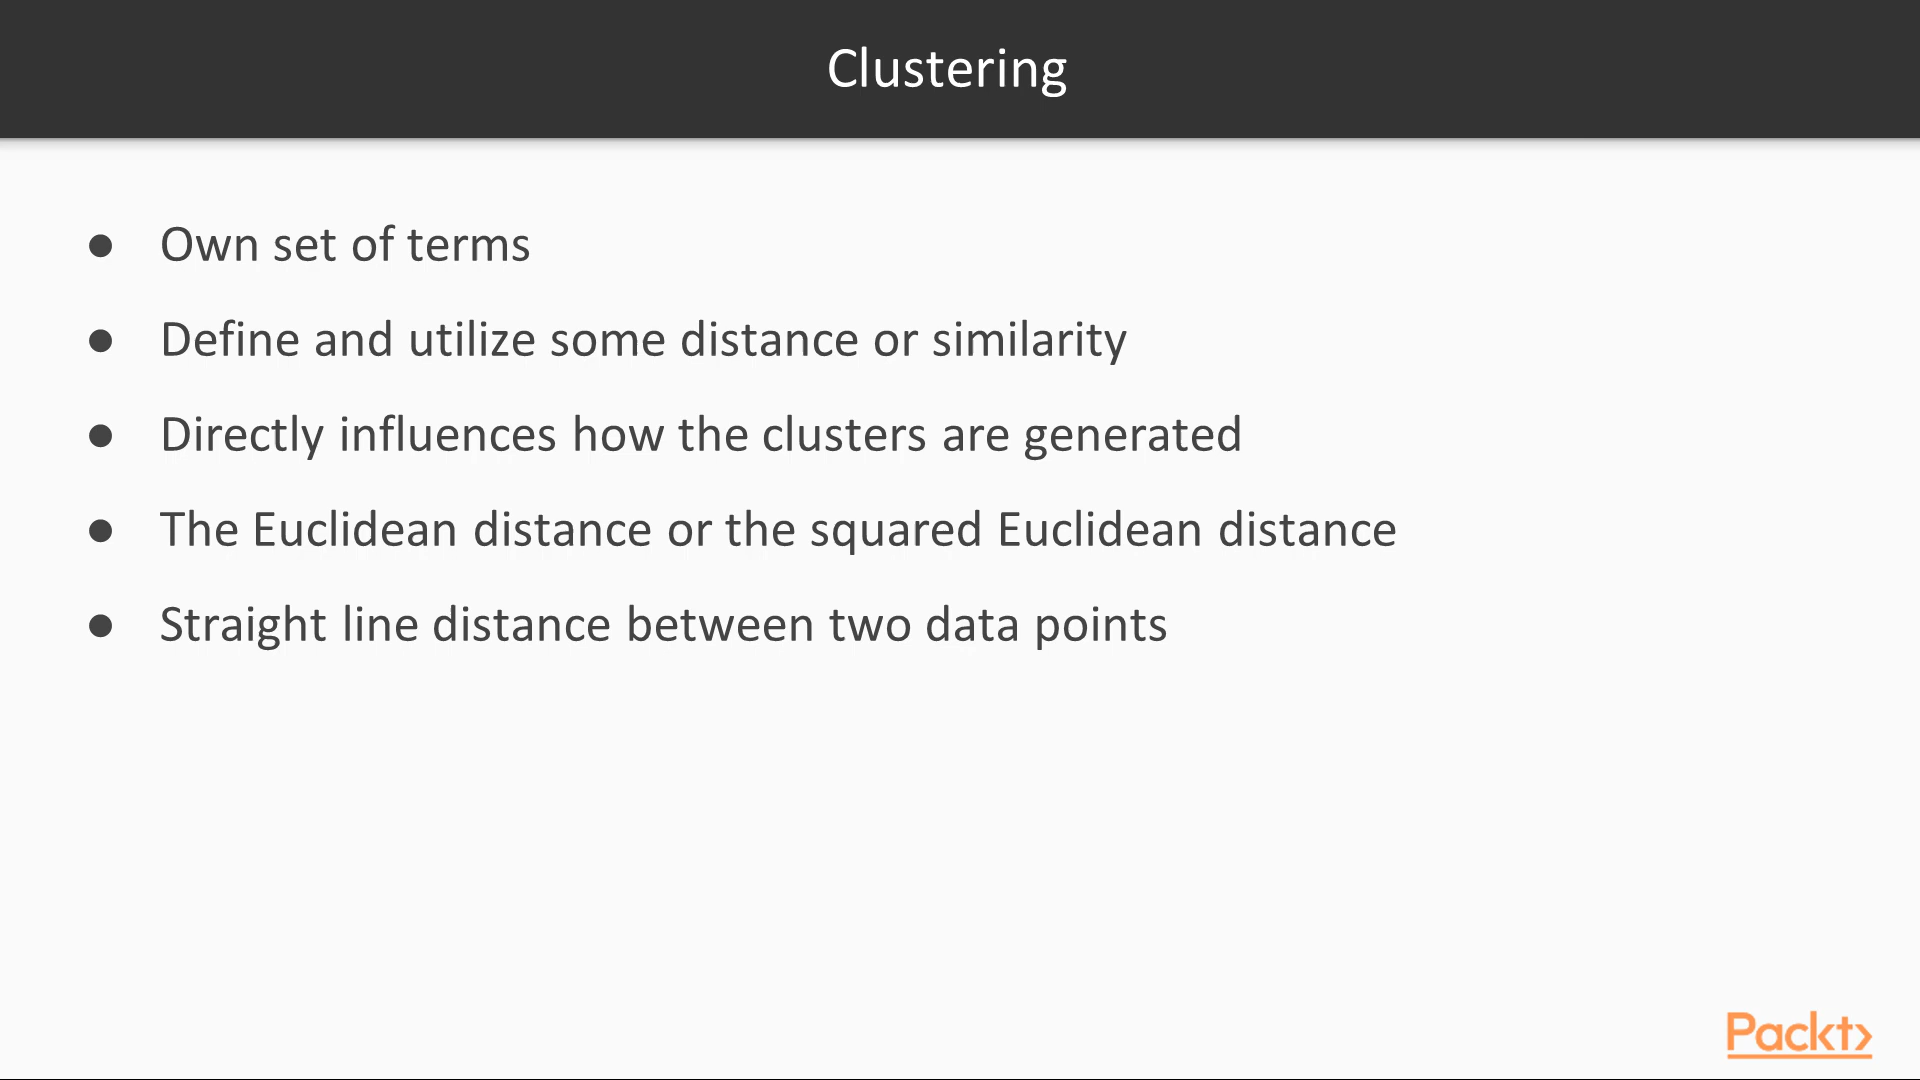 Clustering
● Own set of terms
● Define and utilize some distance or similarity
● Directly influences how the clusters are generated
● The Euclidean distance or the squared Euclidean distance
● Straight line distance between two data points
Packt>